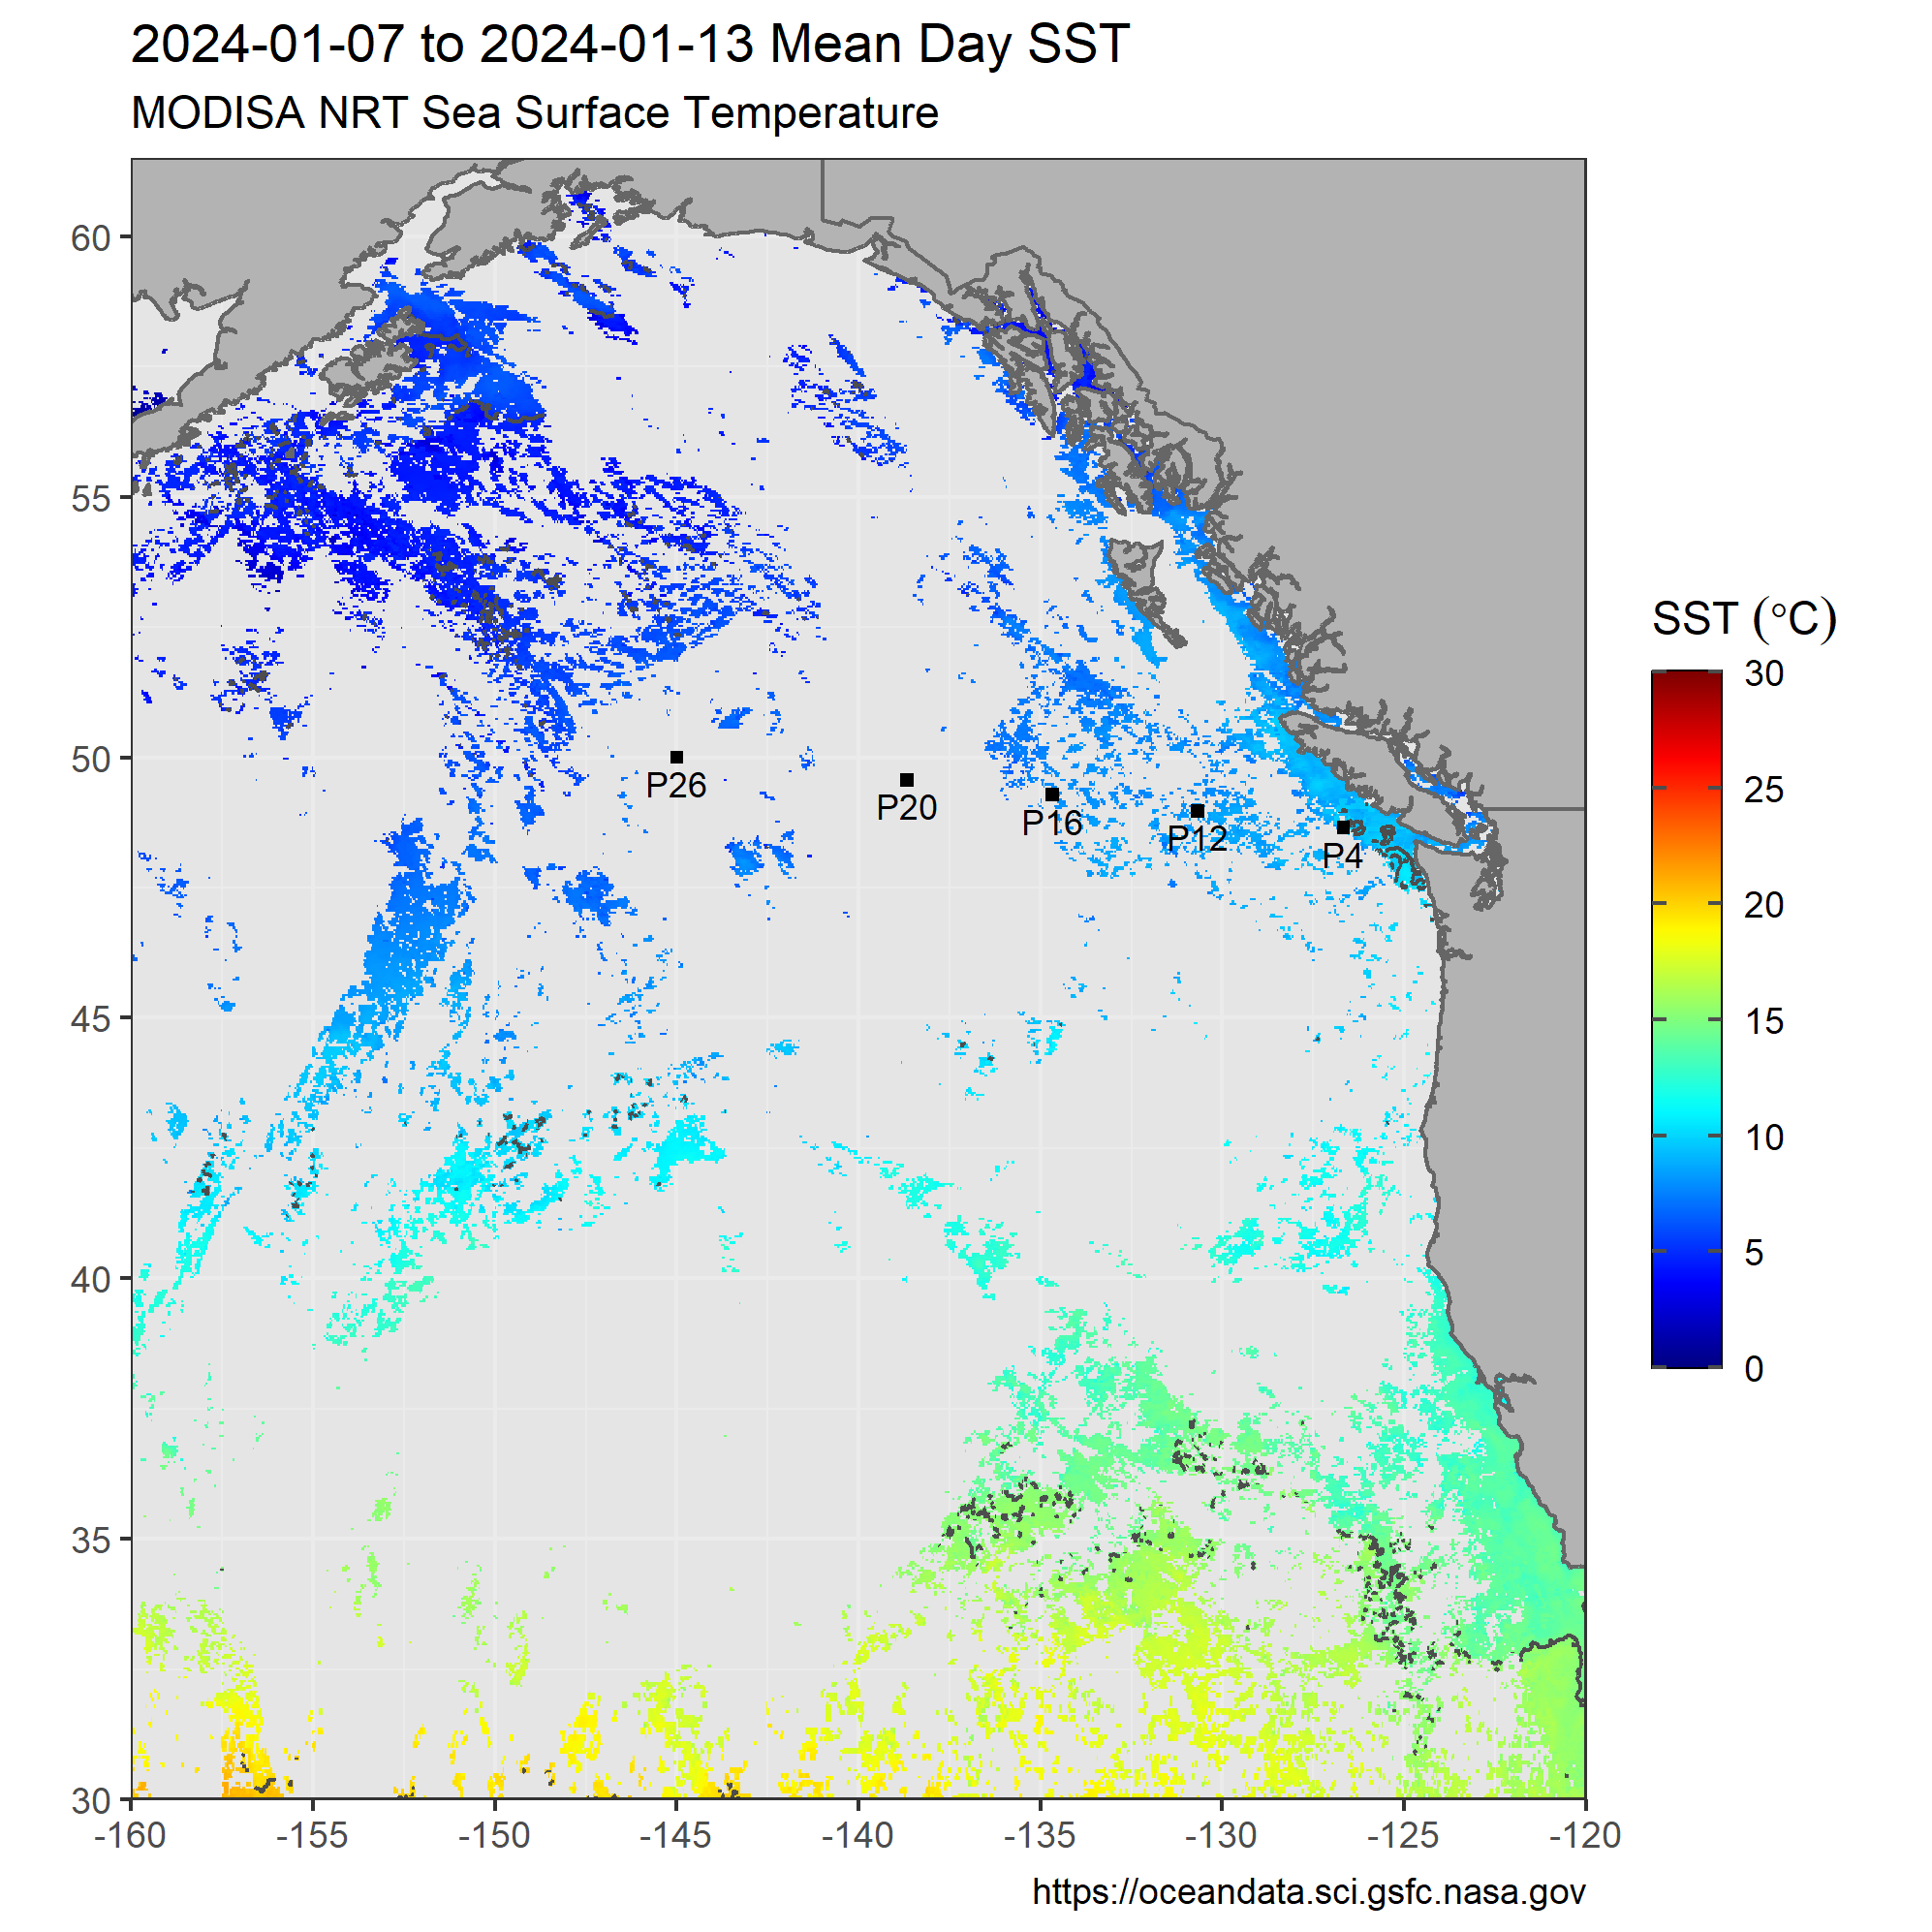 2024-01-07 to 2024-01-13 Mean Day SST
MODISA NRT Sea Surface Temperature
60
55
50
45
40
35
30
-160
-155
-150
-145
-140
-135
-130
-125
-120
P26
P20
P16
P12
P4
SST (°C)
30
25
20
15
10
5
0
https://oceandata.sci.gsfc.nasa.gov